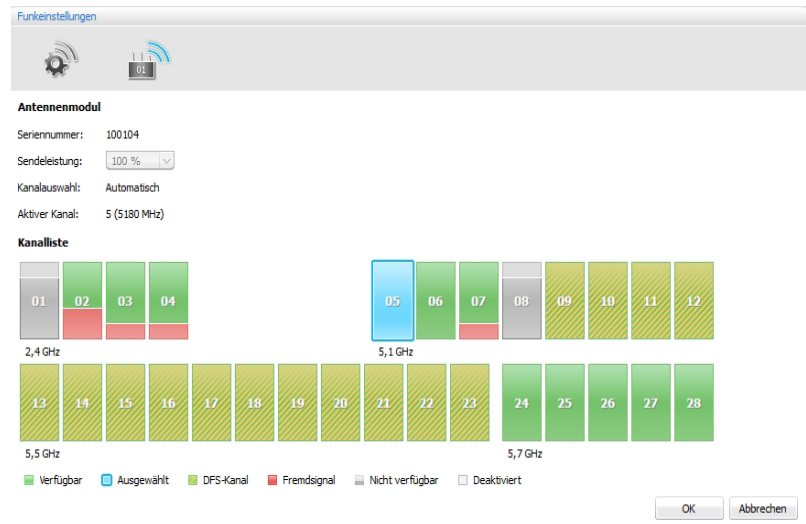 Funkeinstellungen
01
Antennenmodul
Seriennummer: 100104
Sendeleistung: 100 %
Kanalauswahl: Automatisch
Aktiver Kanal: 5 (5180 MHz)
Kanalliste
01 02 03 04 05 06 07 08 09 10 11 12
2,4 GHz 5,1 GHz
13 14 15 16 17 18 19 20 21 22 23 24 25 26 27 28
5,5 GHz 5,7 GHz
Verfügbar Ausgewählt DFS-Kanal Fremdsignal Nicht verfügbar Deaktiviert
OK Abbrechen